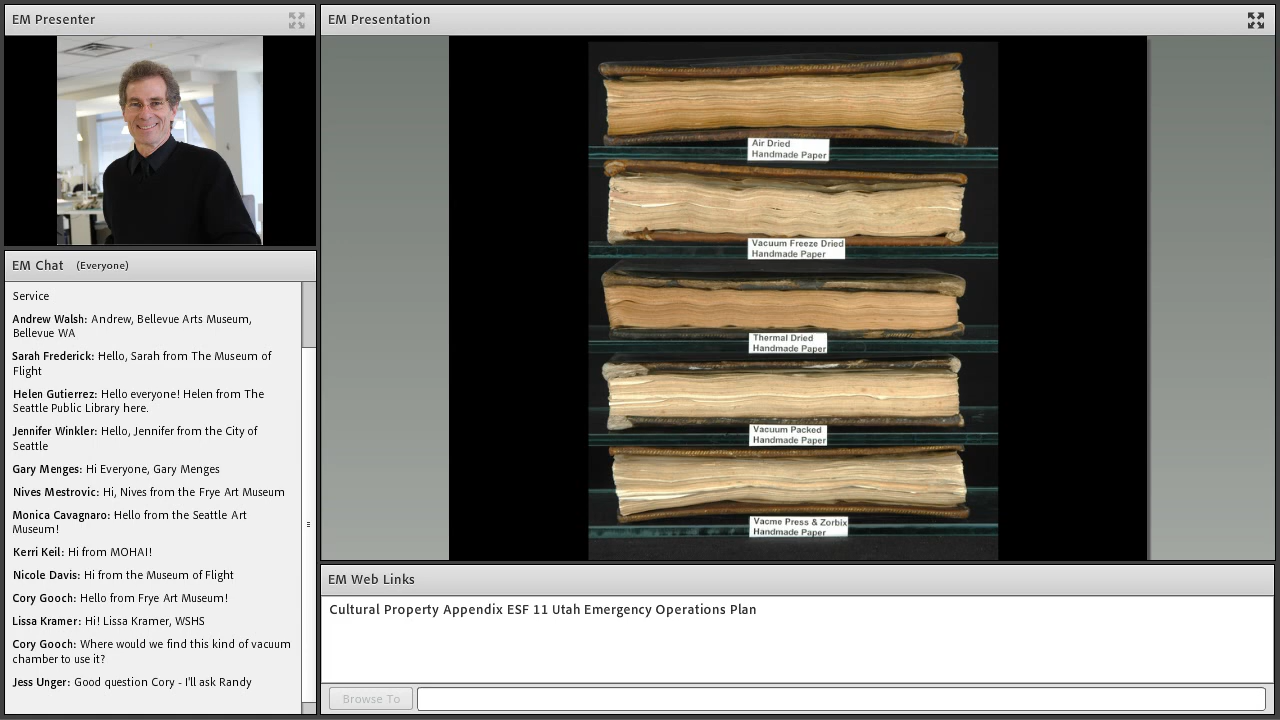 EM Presenter
EM Presentation
Air Dried
Handmade Paper
Vacuum Freeze Dried
Handmade Paper
Thermal Dried
Handmade Paper
Vacuum Packed
Handmade Paper
Vacme Press & Zorbix
Handmade Paper
EM Chat (Everyone)
Service
Andrew Walsh: Andrew, Bellevue Arts Museum,
Bellevue WA
Sarah Frederick: Hello, Sarah from The Museum of
Flight
Helen Gutierrez: Hello everyone! Helen from The
Seattle Public Library here.
Jennifer Winkler: Hello, Jennifer from the City of
Seattle
Gary Menges: Hi Everyone, Gary Menges
Nives Mestrovic: Hi, Nives from the Frye Art Museum
Monica Cavagnaro: Hello from the Seattle Art
Museum!
Kerri Keil: Hi from MOHAI!
Nicole Davis: Hi from the Museum of Flight
Cory Gooch: Hello from Frye Art Museum!
Lissa Kramer: Hi! Lissa Kramer, WSHS
Cory Gooch: Where would we find this kind of vacuum
chamber to use it?
Jess Unger: Good question Cory - I'll ask Randy
EM Web Links
Cultural Property Appendix ESF 11 Utah Emergency Operations Plan
Browse To